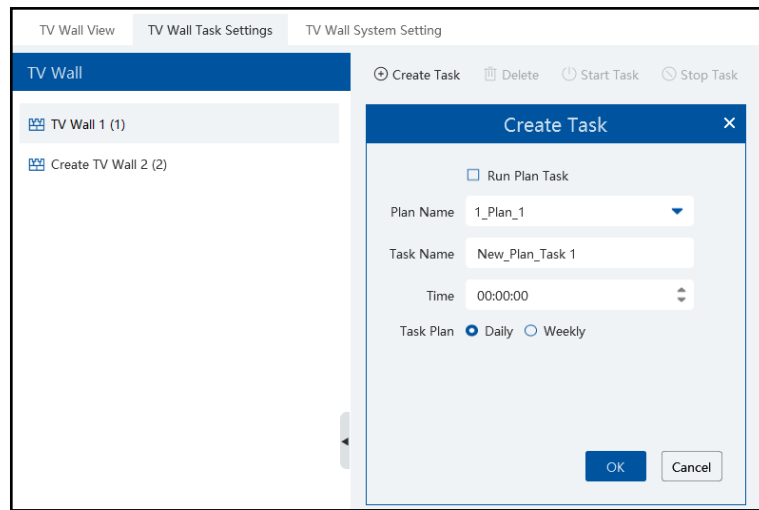 TV Wall View TV Wall Task Settings TV Wall System Setting
TV Wall
Create Task Delete Start Task Stop Task
TV Wall 1 (1)
Create TV Wall 2 (2)
Create Task
Run Plan Task
Plan Name 1_Plan_1
Task Name New_Plan_Task 1
Time 00:00:00
Task Plan Daily Weekly
OK Cancel